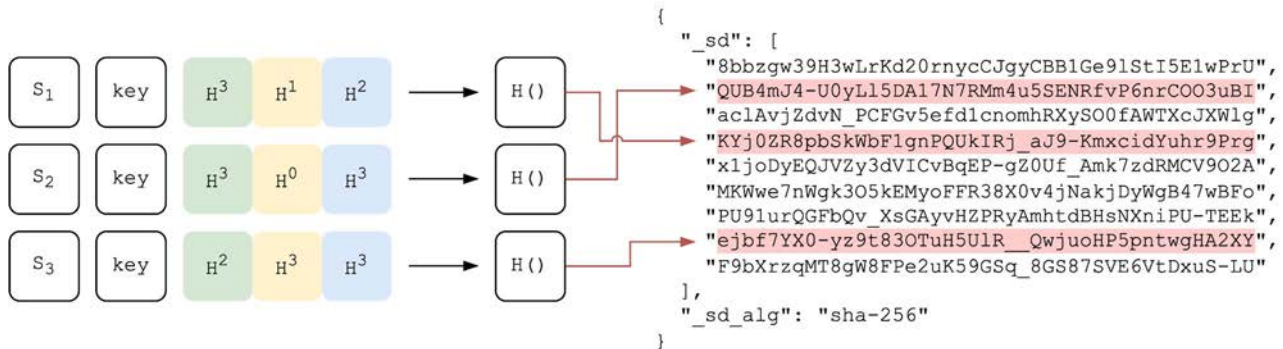 {
"_sd": [
"8bbzgw39H3wLrKd20rnycCJgyCBB1Ge9lStI5E1wPrU",
S1 key H3 H1 H2 H() "QUB4mJ4-U0yLl5DA17N7RMm4u5SENRfvP6nrCOO3uBI",
"aclAvjZdvN_PCFGv5efd1cnomhRXySO0fAWTXcJXWlg",
"KYj0ZR8pbSkWbF1gnPQUkIRj_aJ9-KmxcidYuhr9Prg",
"x1joDyEQJVZy3dVICvBqEP-gZ0Uf_Amk7zdRMCV9O2A",
S2 key H3 H0 H3 H() "MKWwe7nWgk3O5kEMyoFFR38X0v4jNakjDyWgB47wBFo",
"PU91urQGFbQv_XsGAyvHZPRyAmhtdBHsNXniPU-TEEk",
"ejbf7YX0-yz9t83OTuH5UlR__QwjuoHP5pntwgHA2XY",
S3 key H2 H3 H3 H() "F9bXrzqMT8gW8FPe2uK59GSq_8GS87SVE6VtDxuS-LU"
],
"_sd_alg": "sha-256"
}